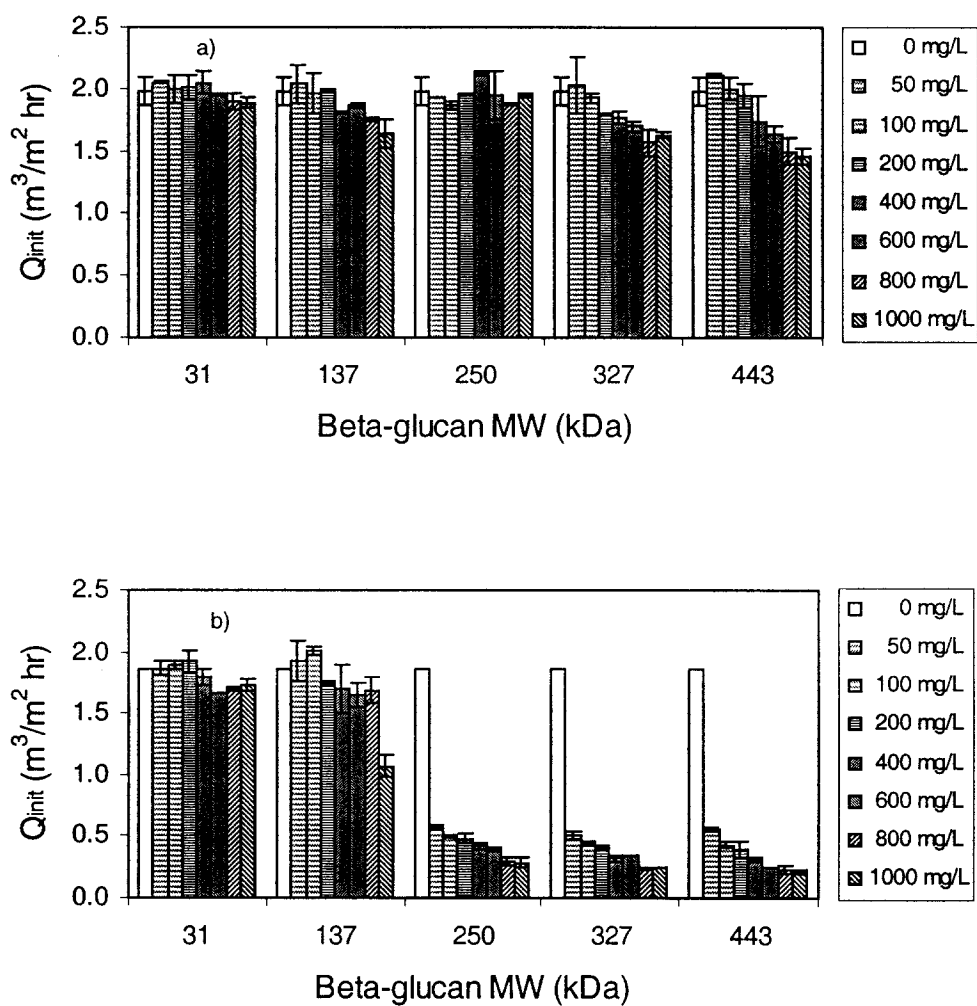 a)
2.5
2.0
1.5
1.0
0.5
0.0
Qinit (m³/m² hr)
31 137 250 327 443
Beta-glucan MW (kDa)
0 mg/L
50 mg/L
100 mg/L
200 mg/L
400 mg/L
600 mg/L
800 mg/L
1000 mg/L
b)
2.5
2.0
1.5
1.0
0.5
0.0
Qinit (m³/m² hr)
31 137 250 327 443
Beta-glucan MW (kDa)
0 mg/L
50 mg/L
100 mg/L
200 mg/L
400 mg/L
600 mg/L
800 mg/L
1000 mg/L